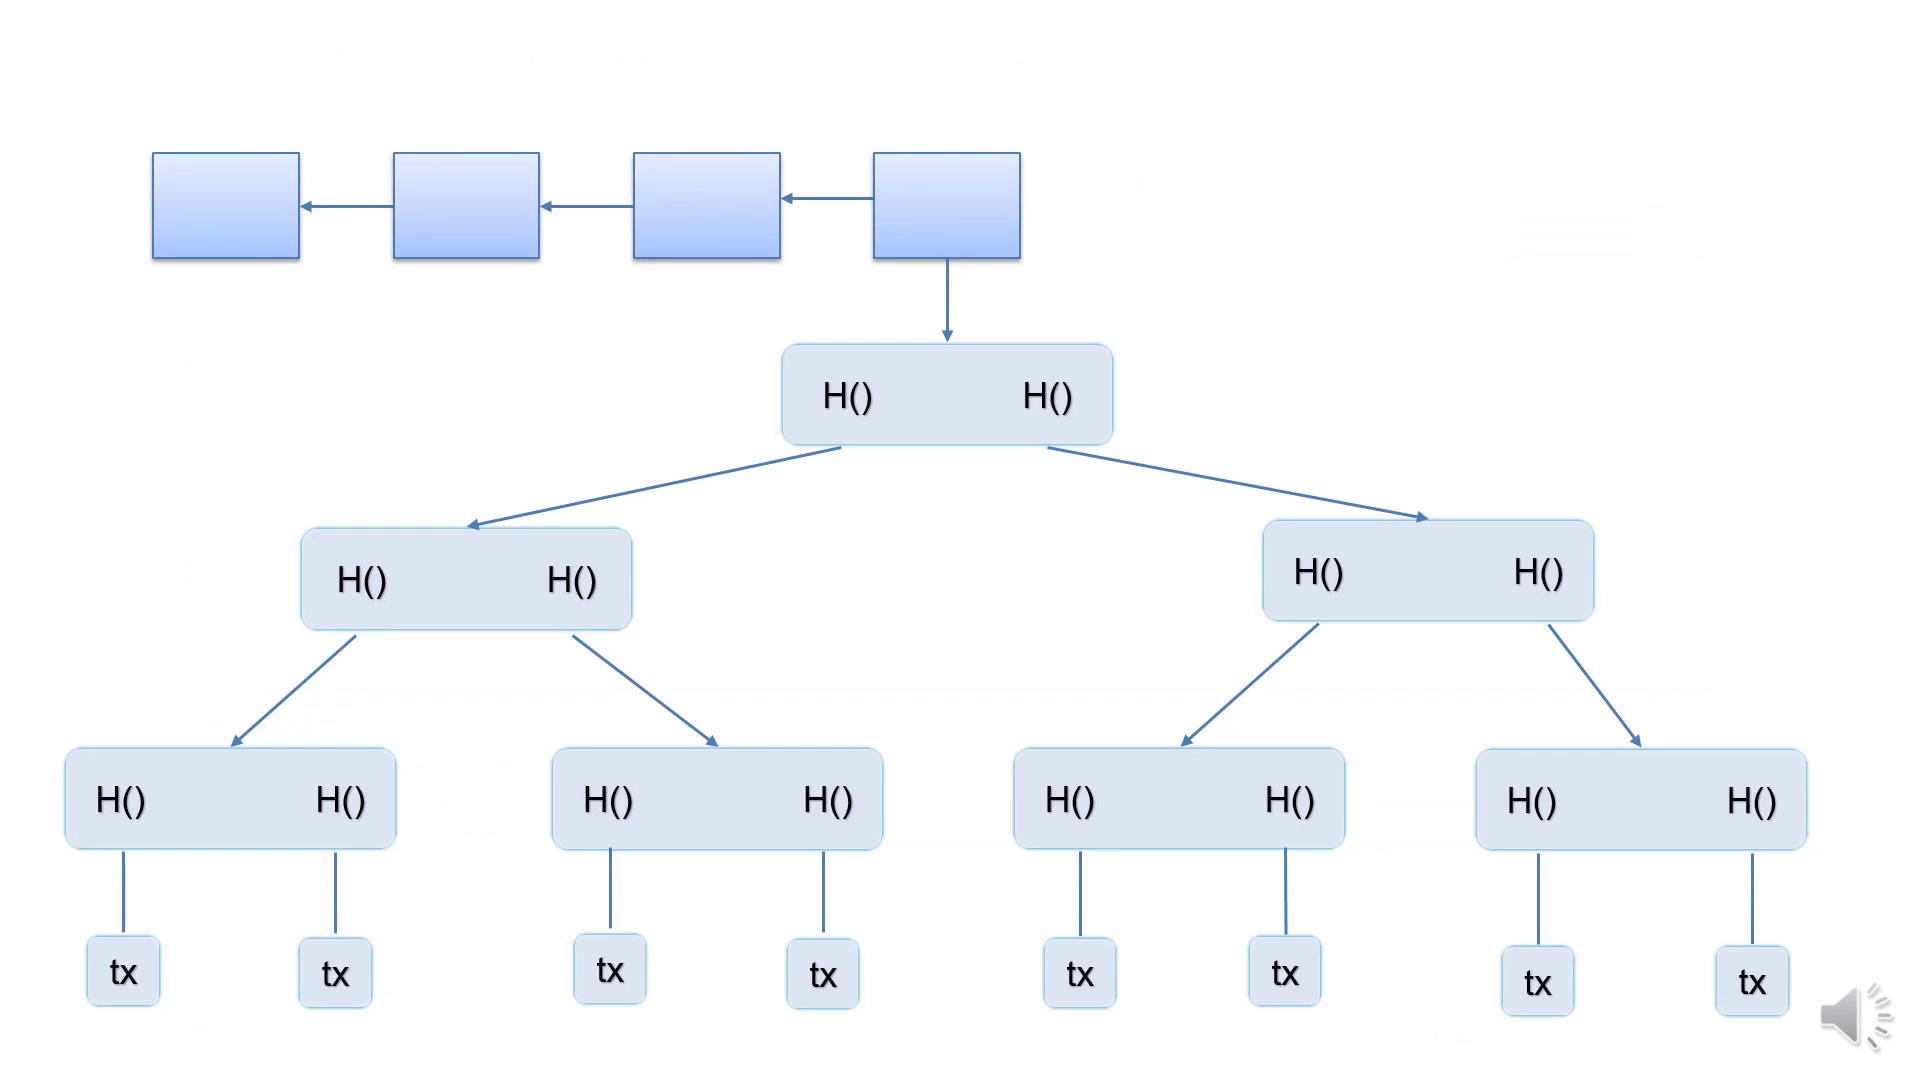 H() H()
H() H() H() H()
H() H() H() H() H() H() H() H()
tx tx tx tx tx tx tx tx